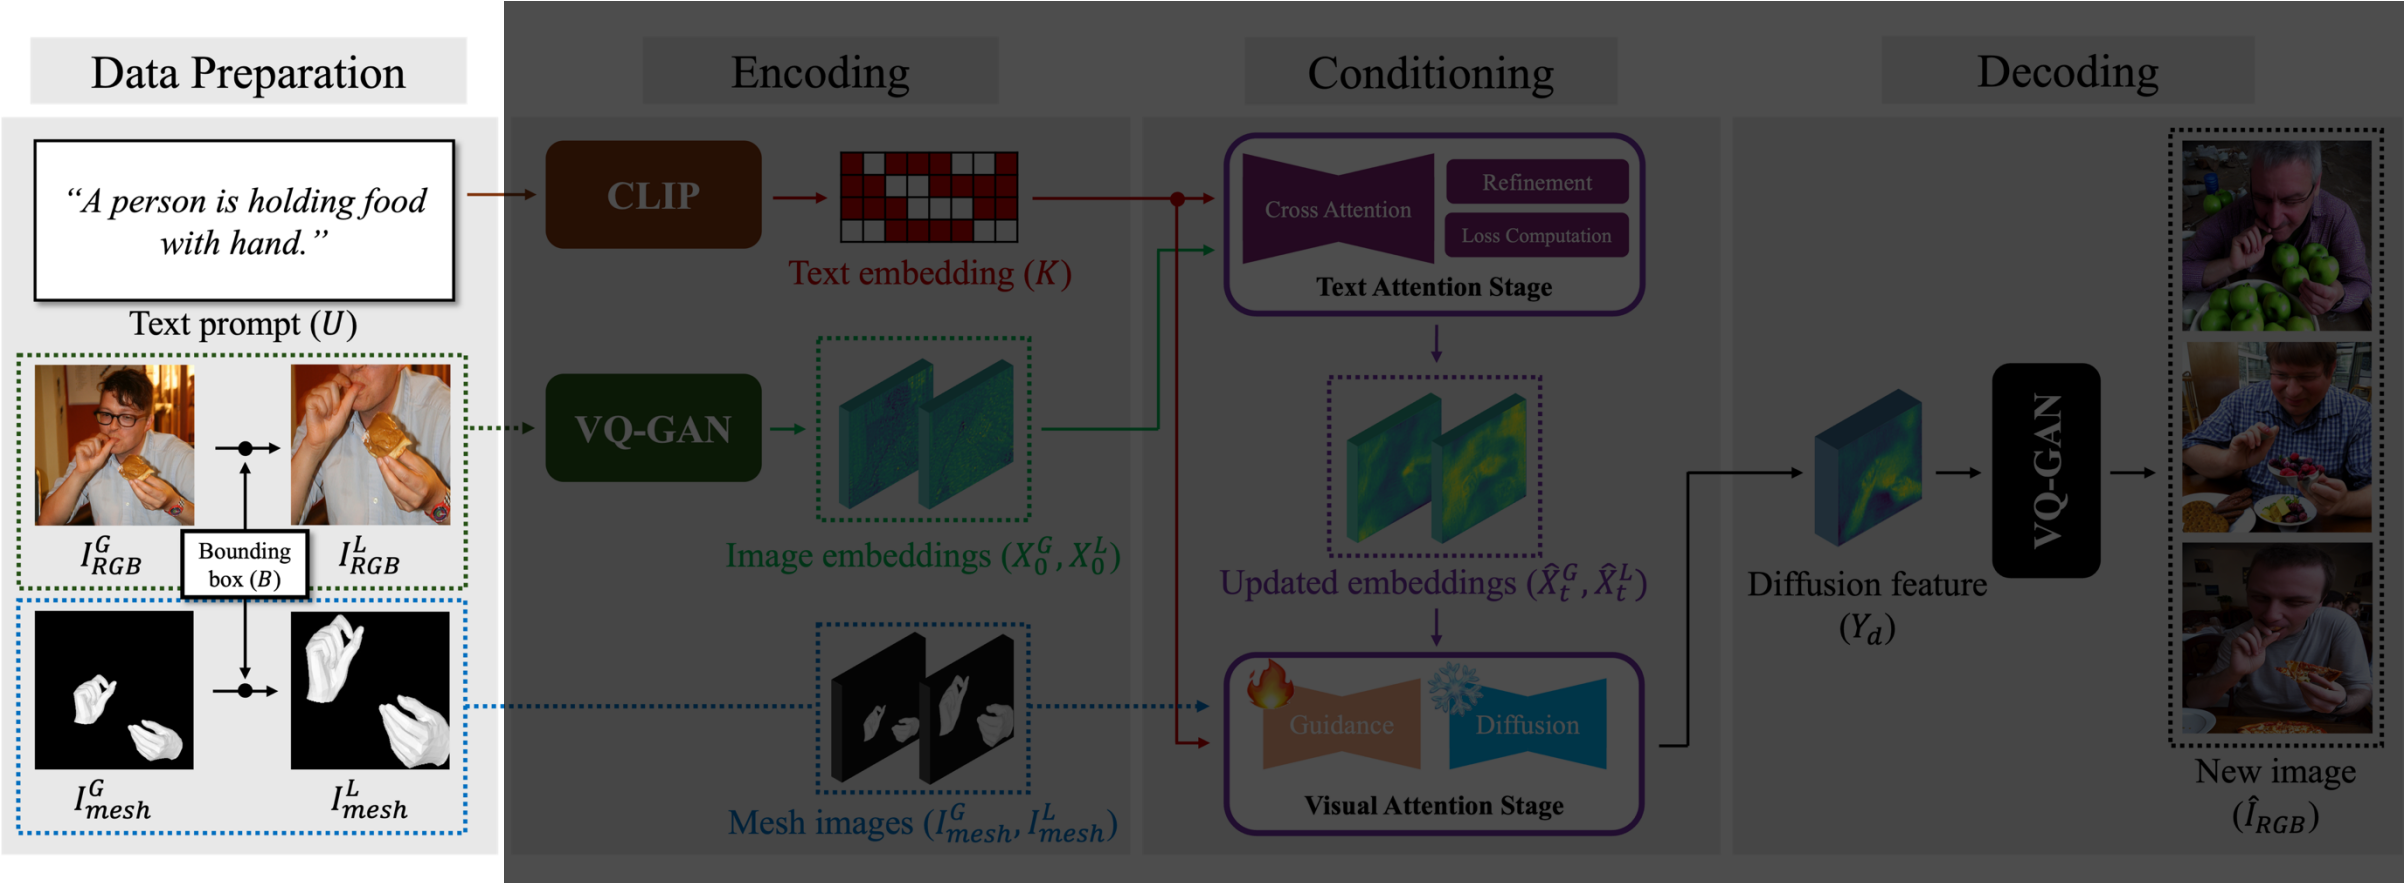 Data Preparation
Encoding
Conditioning
Decoding
“A person is holding food
with hand.”
Text prompt (U)
I^G_RGB
I^L_RGB
Bounding
box (B)
I^G_mesh
I^L_mesh
CLIP
Text embedding (K)
VQ-GAN
Image embeddings (X^G_0, X^L_0)
Mesh images (I^G_mesh, I^L_mesh)
Cross Attention
Refinement
Loss Computation
Text Attention Stage
Updated embeddings (X̂^G_t, X̂^L_t)
Guidance
Diffusion
Visual Attention Stage
Diffusion feature
(Y_d)
VQ-GAN
New image
(Î_RGB)